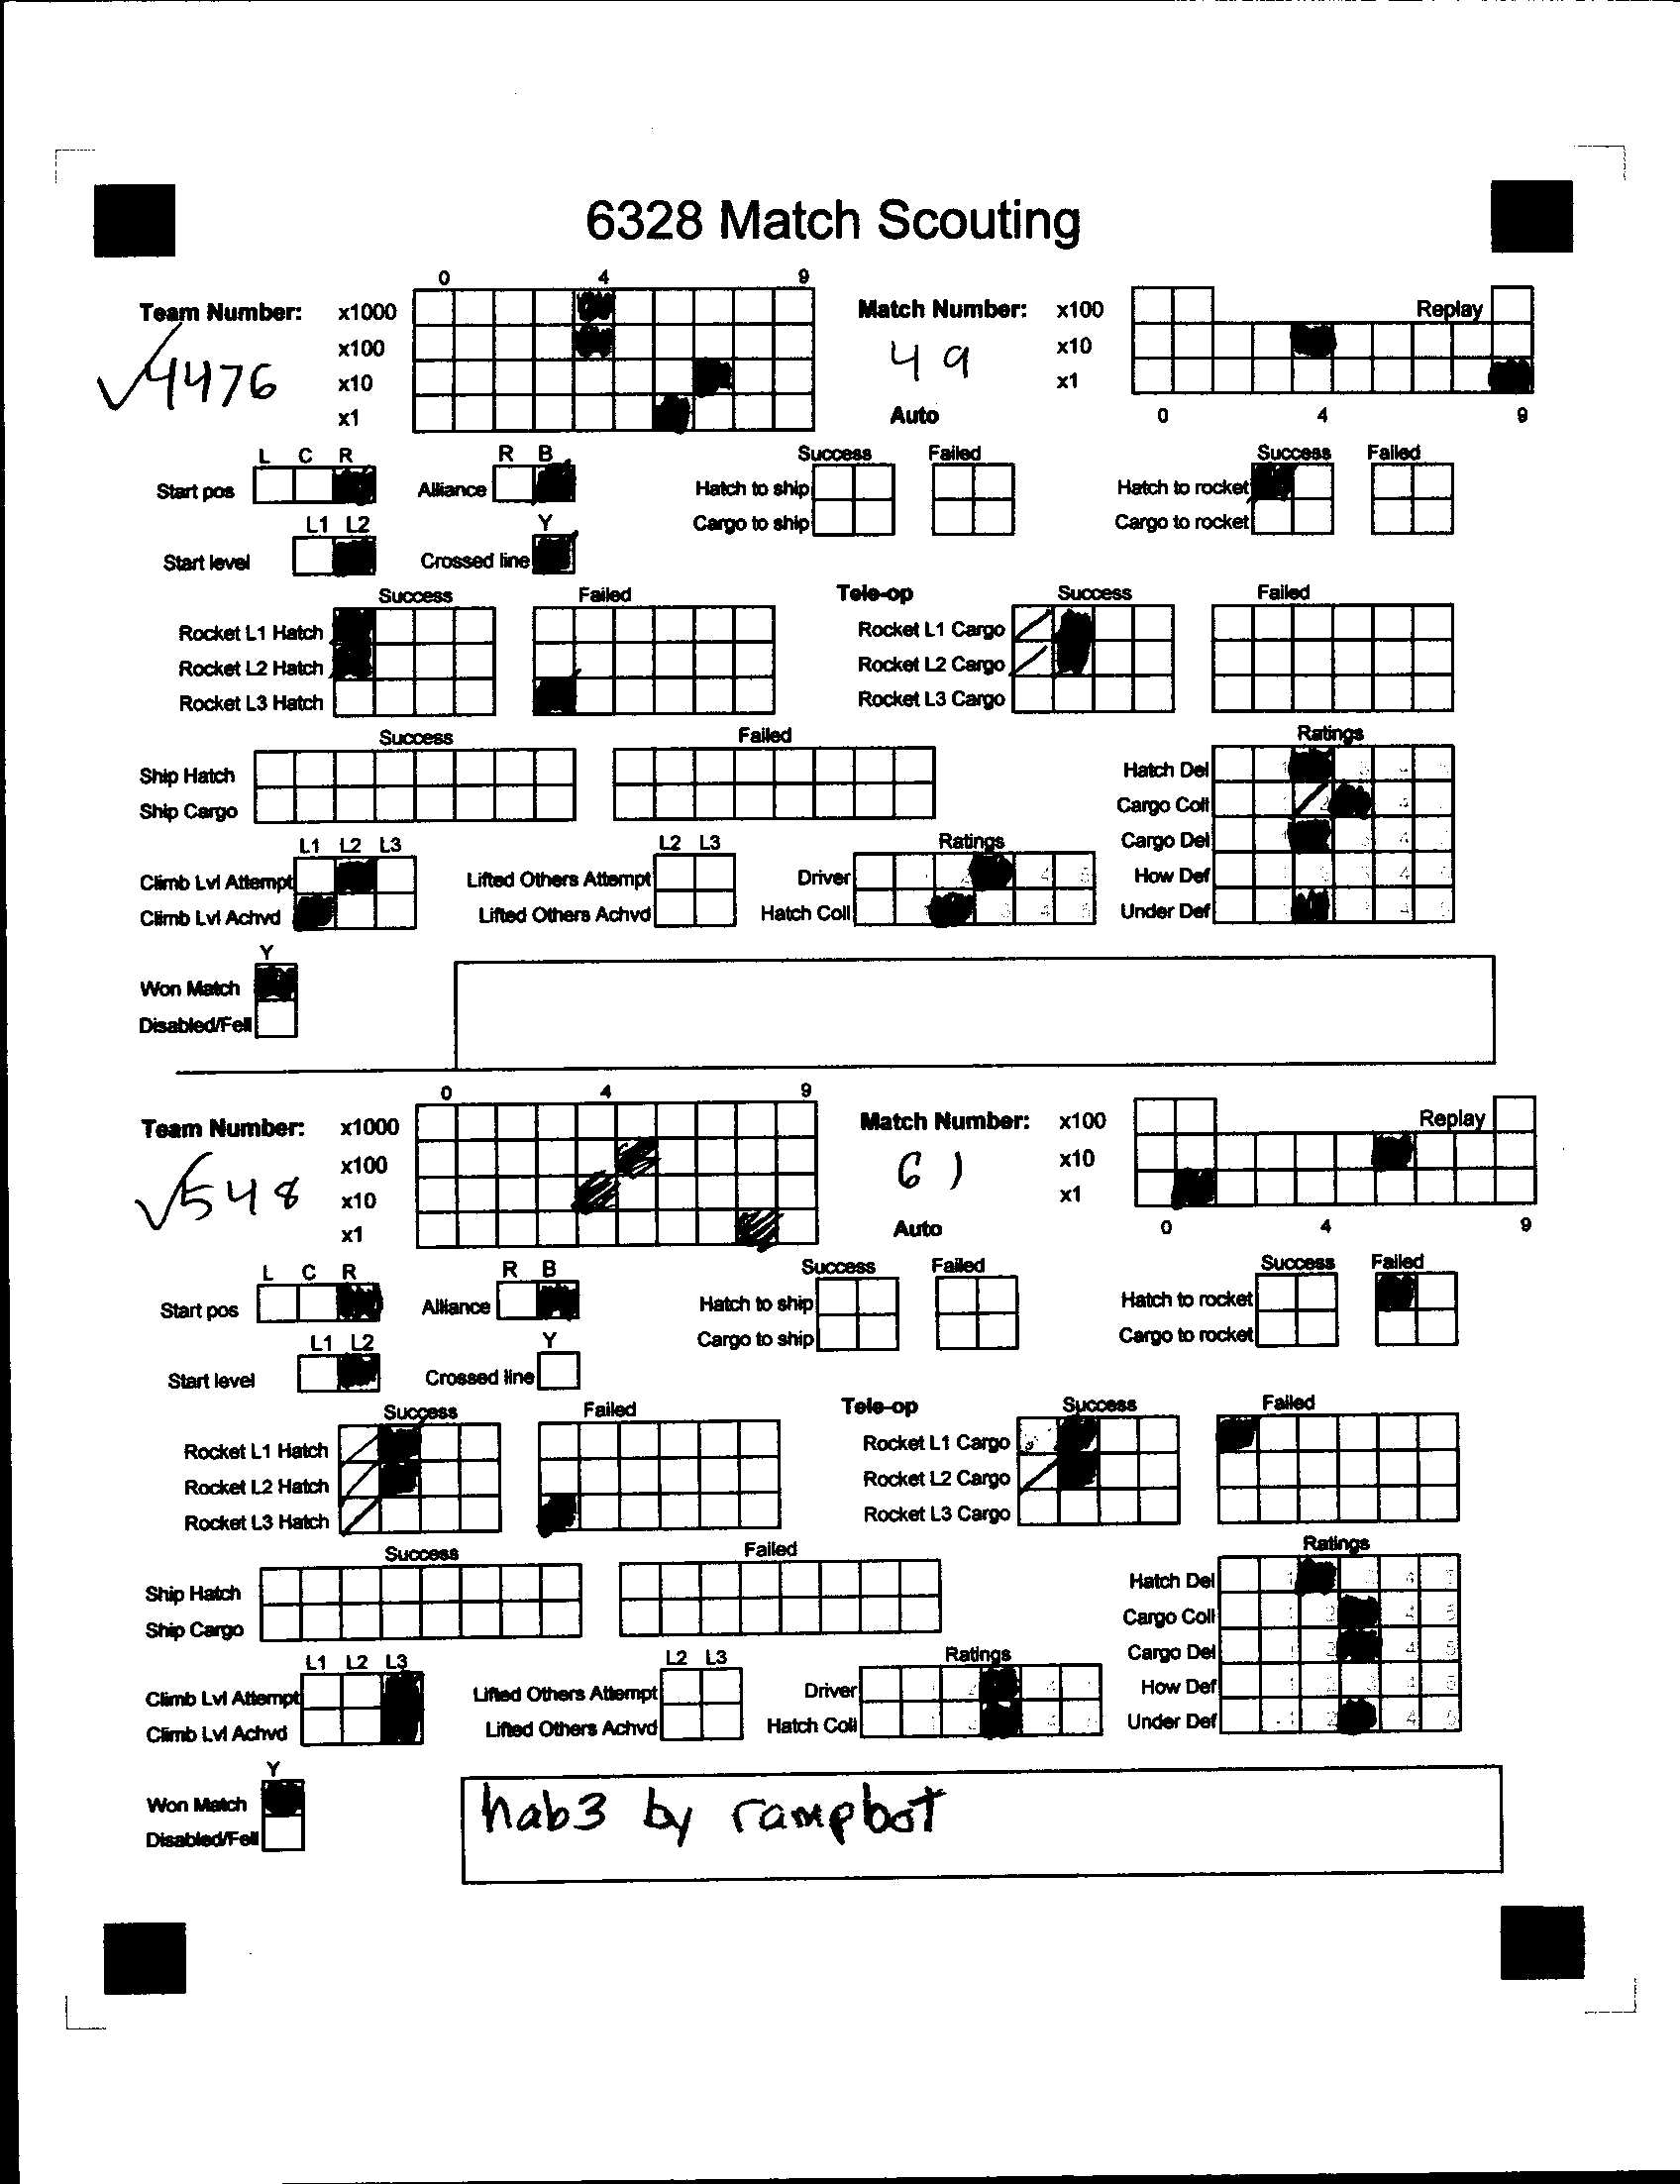 6328 Match Scouting
0 4 9
Team Number: x1000 Match Number: x100 Replay
x100 49 x10
4476 x10 x1
x1 Auto 0 4 9
L C R R B Success Failed Success Failed
Start pos Alliance Hatch to ship Hatch to rocket
L1 L2 Y Cargo to ship Cargo to rocket
Start level Crossed line
Success Failed Tele-op Success Failed
Rocket L1 Hatch Rocket L1 Cargo
Rocket L2 Hatch Rocket L2 Cargo
Rocket L3 Hatch Rocket L3 Cargo
Success Failed Ratings
Ship Hatch Hatch Del
Ship Cargo Cargo Coll
L1 L2 L3 L2 L3 Ratings Cargo Del
Climb Lvl Attempt Lifted Others Attempt Driver How Def
Climb Lvl Achvd Lifted Others Achvd Hatch Coll Under Def
Y
Won Match
Disabled/Fell
0 4 9
Team Number: x1000 Match Number: x100 Replay
x100 61 x10
548 x10 x1
x1 Auto 0 4 9
L C R R B Success Failed Success Failed
Start pos Alliance Hatch to ship Hatch to rocket
L1 L2 Y Cargo to ship Cargo to rocket
Start level Crossed line
Success Failed Tele-op Success Failed
Rocket L1 Hatch Rocket L1 Cargo
Rocket L2 Hatch Rocket L2 Cargo
Rocket L3 Hatch Rocket L3 Cargo
Success Failed Ratings
Ship Hatch Hatch Del
Ship Cargo Cargo Coll
L1 L2 L3 L2 L3 Ratings Cargo Del
Climb Lvl Attempt Lifted Others Attempt Driver How Def
Climb Lvl Achvd Lifted Others Achvd Hatch Coll Under Def
Y
Won Match hab3 by rampbot
Disabled/Fell